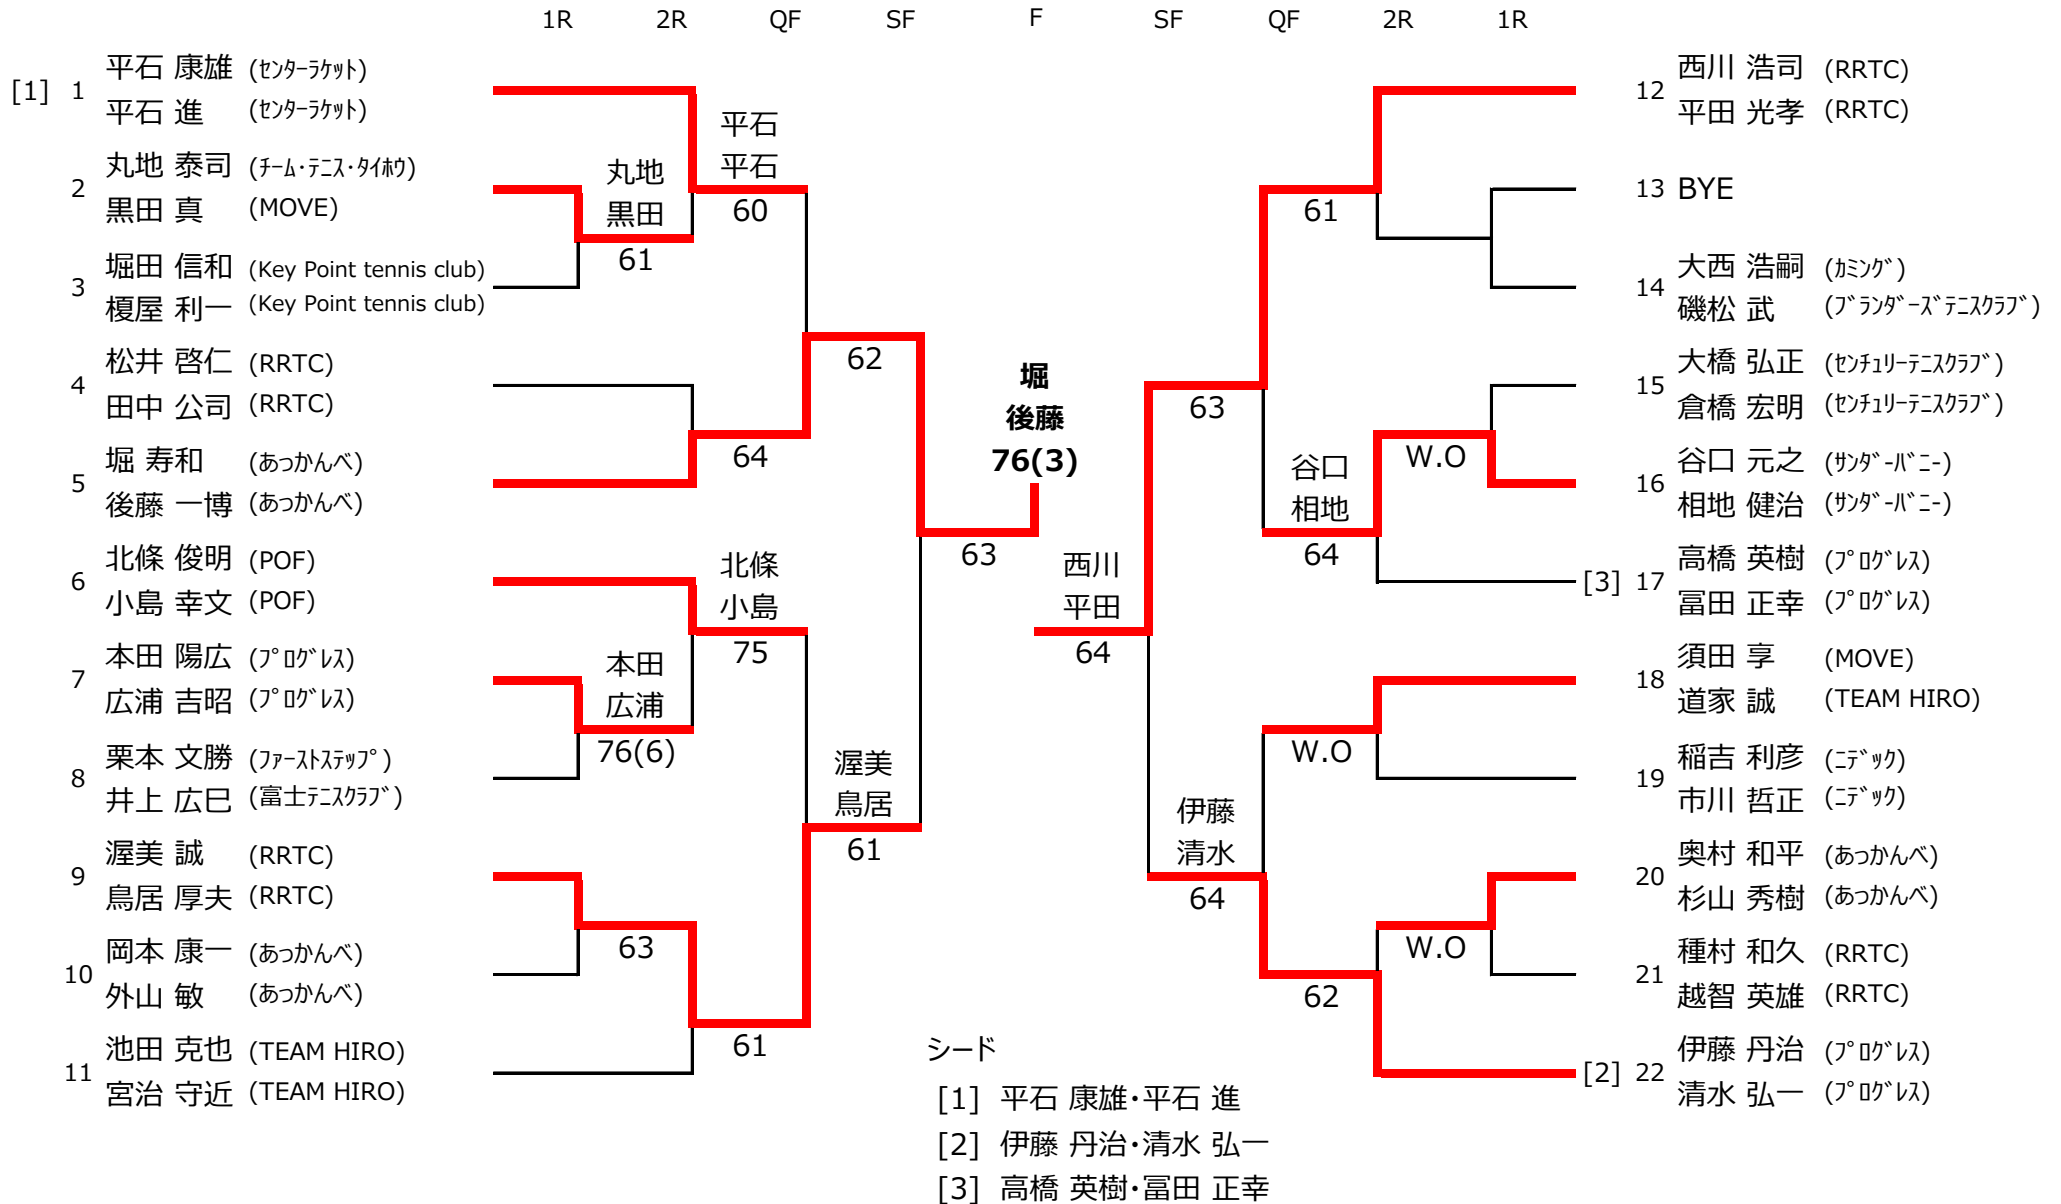 1R 2R QF SF F SF QF 2R 1R
[1] 1 平石 康雄 (ｾﾝﾀｰﾗｹｯﾄ)
平石 進 (ｾﾝﾀｰﾗｹｯﾄ)
2 丸地 泰司 (ﾁｰﾑ･ﾃﾆｽ･ﾀｲﾎｳ)
黒田 真 (MOVE)
3 堀田 信和 (Key Point tennis club)
榎屋 利一 (Key Point tennis club)
4 松井 啓仁 (RRTC)
田中 公司 (RRTC)
5 堀 寿和 (あっかんべ)
後藤 一博 (あっかんべ)
6 北條 俊明 (POF)
小島 幸文 (POF)
7 本田 陽広 (ﾌﾟﾛｸﾞﾚｽ)
広浦 吉昭 (ﾌﾟﾛｸﾞﾚｽ)
8 栗本 文勝 (ﾌｧｰｽﾄｽﾃｯﾌﾟ)
井上 広巳 (富士ﾃﾆｽｸﾗﾌﾞ)
9 渥美 誠 (RRTC)
鳥居 厚夫 (RRTC)
10 岡本 康一 (あっかんべ)
外山 敏 (あっかんべ)
11 池田 克也 (TEAM HIRO)
宮治 守近 (TEAM HIRO)
丸地
黒田
61
本田
広浦
76(6)
63
平石
平石
60
64
北條
小島
75
61
62
渥美
鳥居
61
63
堀
後藤
76(3)
西川
平田
64
63
伊藤
清水
64
61
谷口
相地
64
W.O
62
W.O
W.O
12 西川 浩司 (RRTC)
平田 光孝 (RRTC)
13 BYE
14 大西 浩嗣 (ｶﾐﾝｸﾞ)
磯松 武 (ﾌﾞﾗﾝﾀﾞｰｽﾞﾃﾆｽｸﾗﾌﾞ)
15 大橋 弘正 (ｾﾝﾁｭﾘｰﾃﾆｽｸﾗﾌﾞ)
倉橋 宏明 (ｾﾝﾁｭﾘｰﾃﾆｽｸﾗﾌﾞ)
16 谷口 元之 (ｻﾝﾀﾞｰﾊﾞﾆｰ)
相地 健治 (ｻﾝﾀﾞｰﾊﾞﾆｰ)
[3] 17 高橋 英樹 (ﾌﾟﾛｸﾞﾚｽ)
冨田 正幸 (ﾌﾟﾛｸﾞﾚｽ)
18 須田 享 (MOVE)
道家 誠 (TEAM HIRO)
19 稲吉 利彦 (ﾆﾃﾞｯｸ)
市川 哲正 (ﾆﾃﾞｯｸ)
20 奥村 和平 (あっかんべ)
杉山 秀樹 (あっかんべ)
21 種村 和久 (RRTC)
越智 英雄 (RRTC)
[2] 22 伊藤 丹治 (ﾌﾟﾛｸﾞﾚｽ)
清水 弘一 (ﾌﾟﾛｸﾞﾚｽ)
シード
[1] 平石 康雄･平石 進
[2] 伊藤 丹治･清水 弘一
[3] 高橋 英樹･冨田 正幸